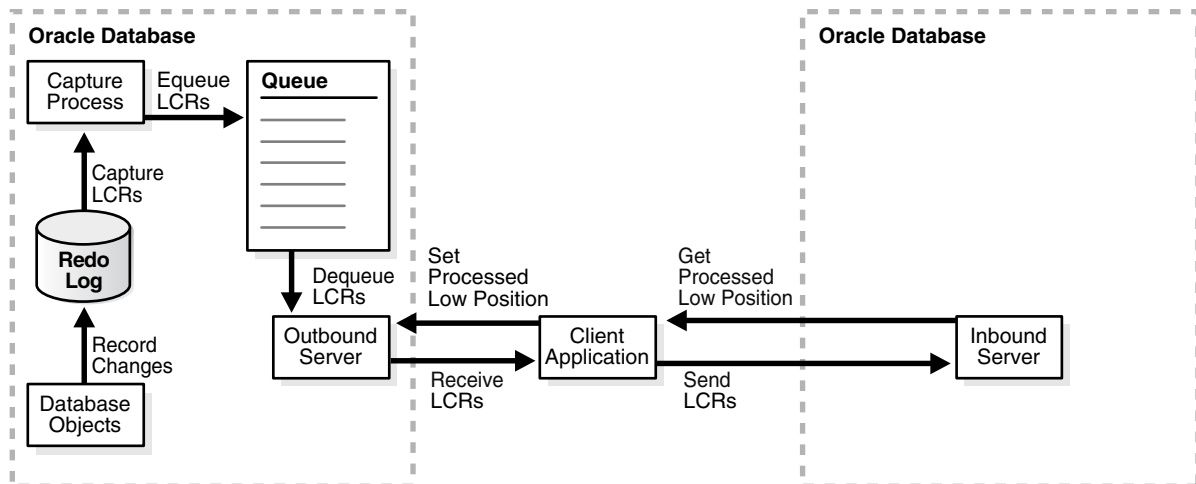 Oracle Database
Oracle Database
Capture
Process
Equeue
LCRs
Queue
Capture
LCRs
Redo
Log
Dequeue
LCRs
Set
Processed
Low Position
Get
Processed
Low Position
Record
Changes
Outbound
Server
Client
Application
Inbound
Server
Receive
LCRs
Send
LCRs
Database
Objects